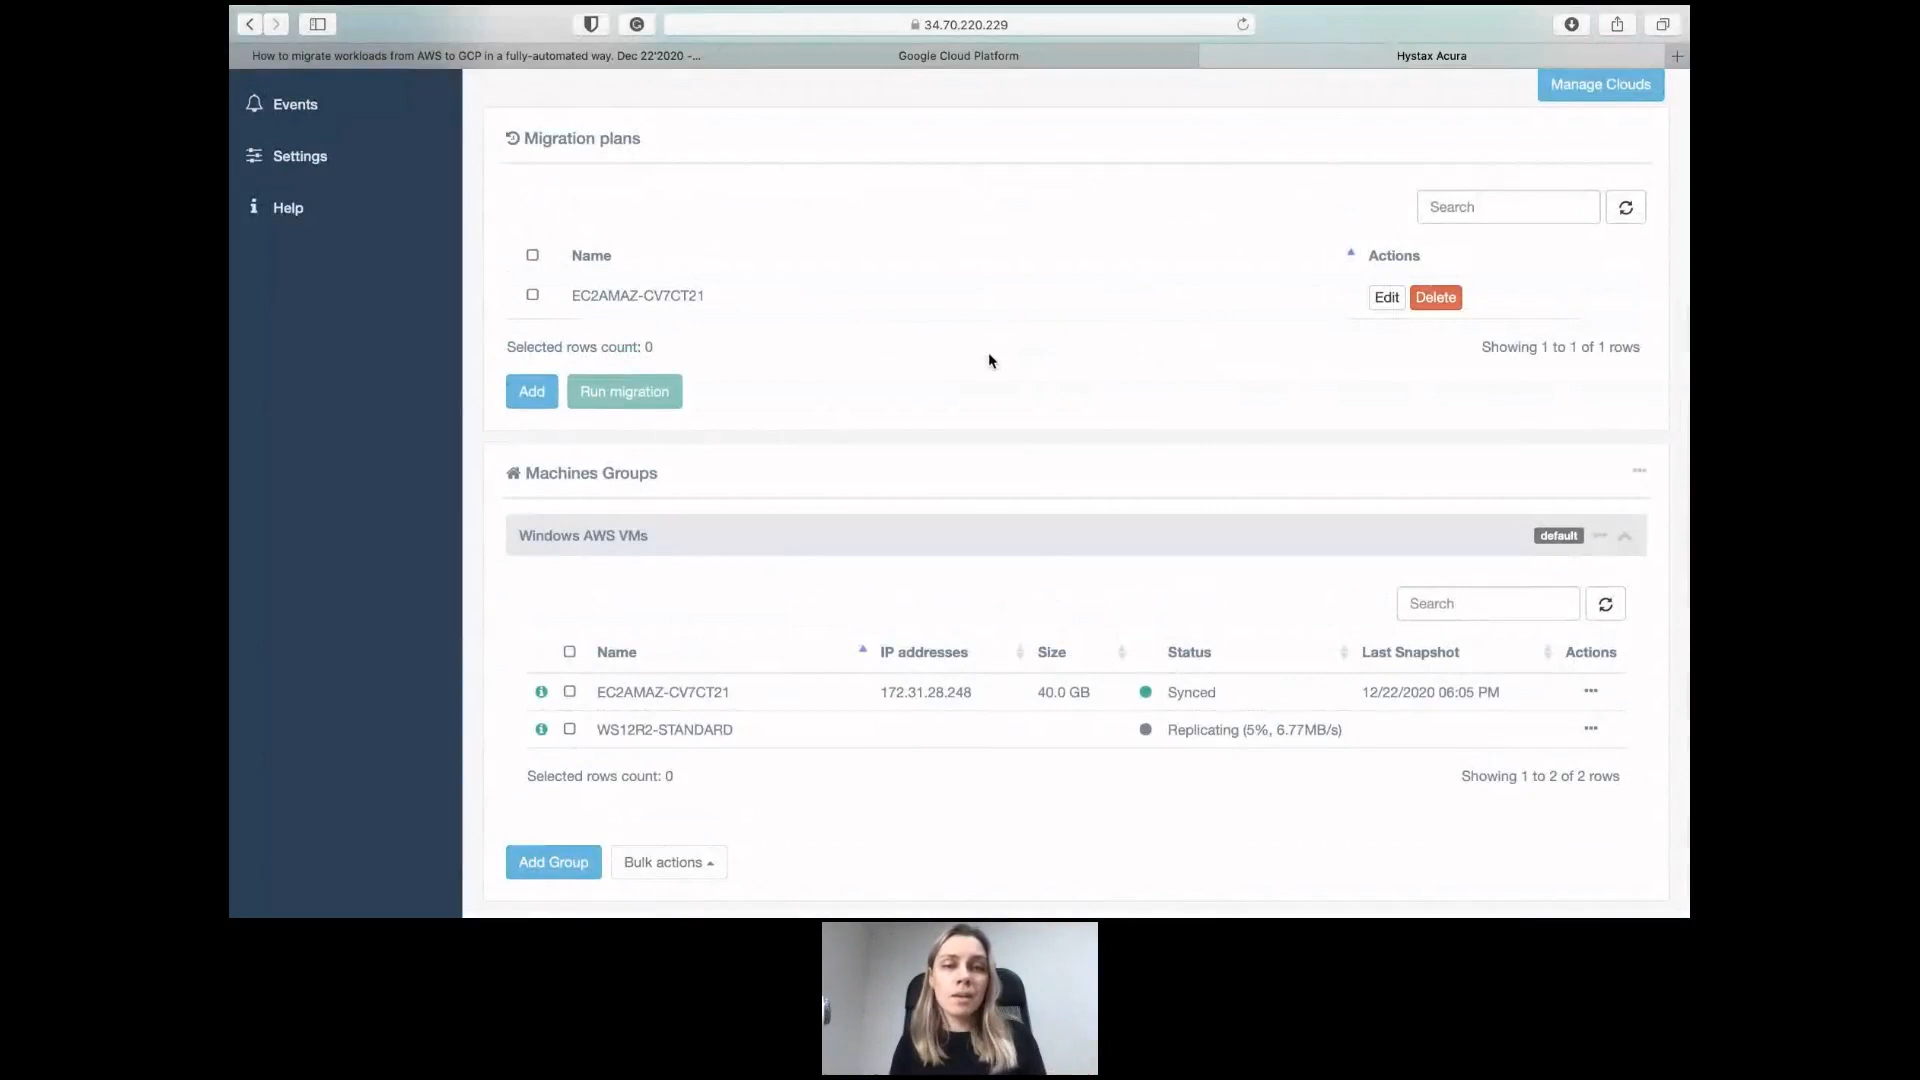 34.70.220.229
How to migrate workloads from AWS to GCP in a fully-automated way. Dec 22'2020 -...
Google Cloud Platform
Hystax Acura
Events
Settings
Help
Manage Clouds
Migration plans
Search
Name
Actions
EC2AMAZ-CV7CT21
Edit
Delete
Selected rows count: 0
Showing 1 to 1 of 1 rows
Add
Run migration
Machines Groups
Windows AWS VMs
default
Search
Name
IP addresses
Size
Status
Last Snapshot
Actions
EC2AMAZ-CV7CT21
172.31.28.248
40.0 GB
Synced
12/22/2020 06:05 PM
WS12R2-STANDARD
Replicating (5%, 6.77MB/s)
Selected rows count: 0
Showing 1 to 2 of 2 rows
Add Group
Bulk actions